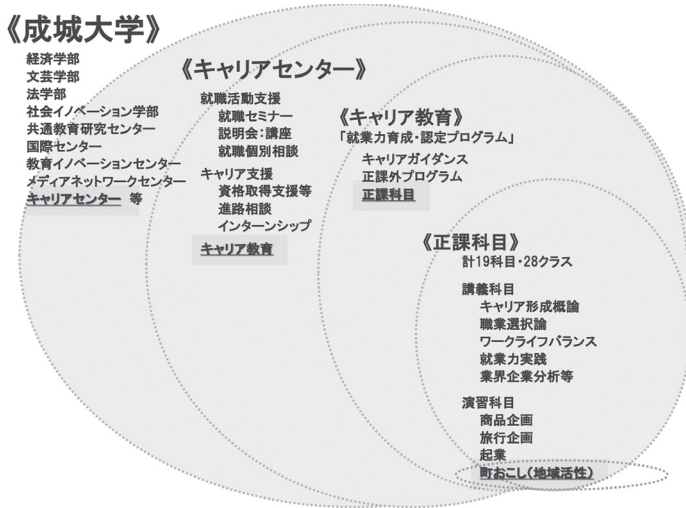 《成城大学》
経済学部
文芸学部
法学部
社会イノベーション学部
共通教育研究センター
国際センター
教育イノベーションセンター
メディアネットワークセンター
キャリアセンター 等
《キャリアセンター》
就職活動支援
就職セミナー
説明会:講座
就職個別相談
キャリア支援
資格取得支援等
進路相談
インターンシップ
キャリア教育
《キャリア教育》
「就業力育成・認定プログラム」
キャリアガイダンス
正課外プログラム
正課科目
《正課科目》
計19科目・28クラス
講義科目
キャリア形成概論
職業選択論
ワークライフバランス
就業力実践
業界企業分析等
演習科目
商品企画
旅行企画
起業
町おこし(地域活性)